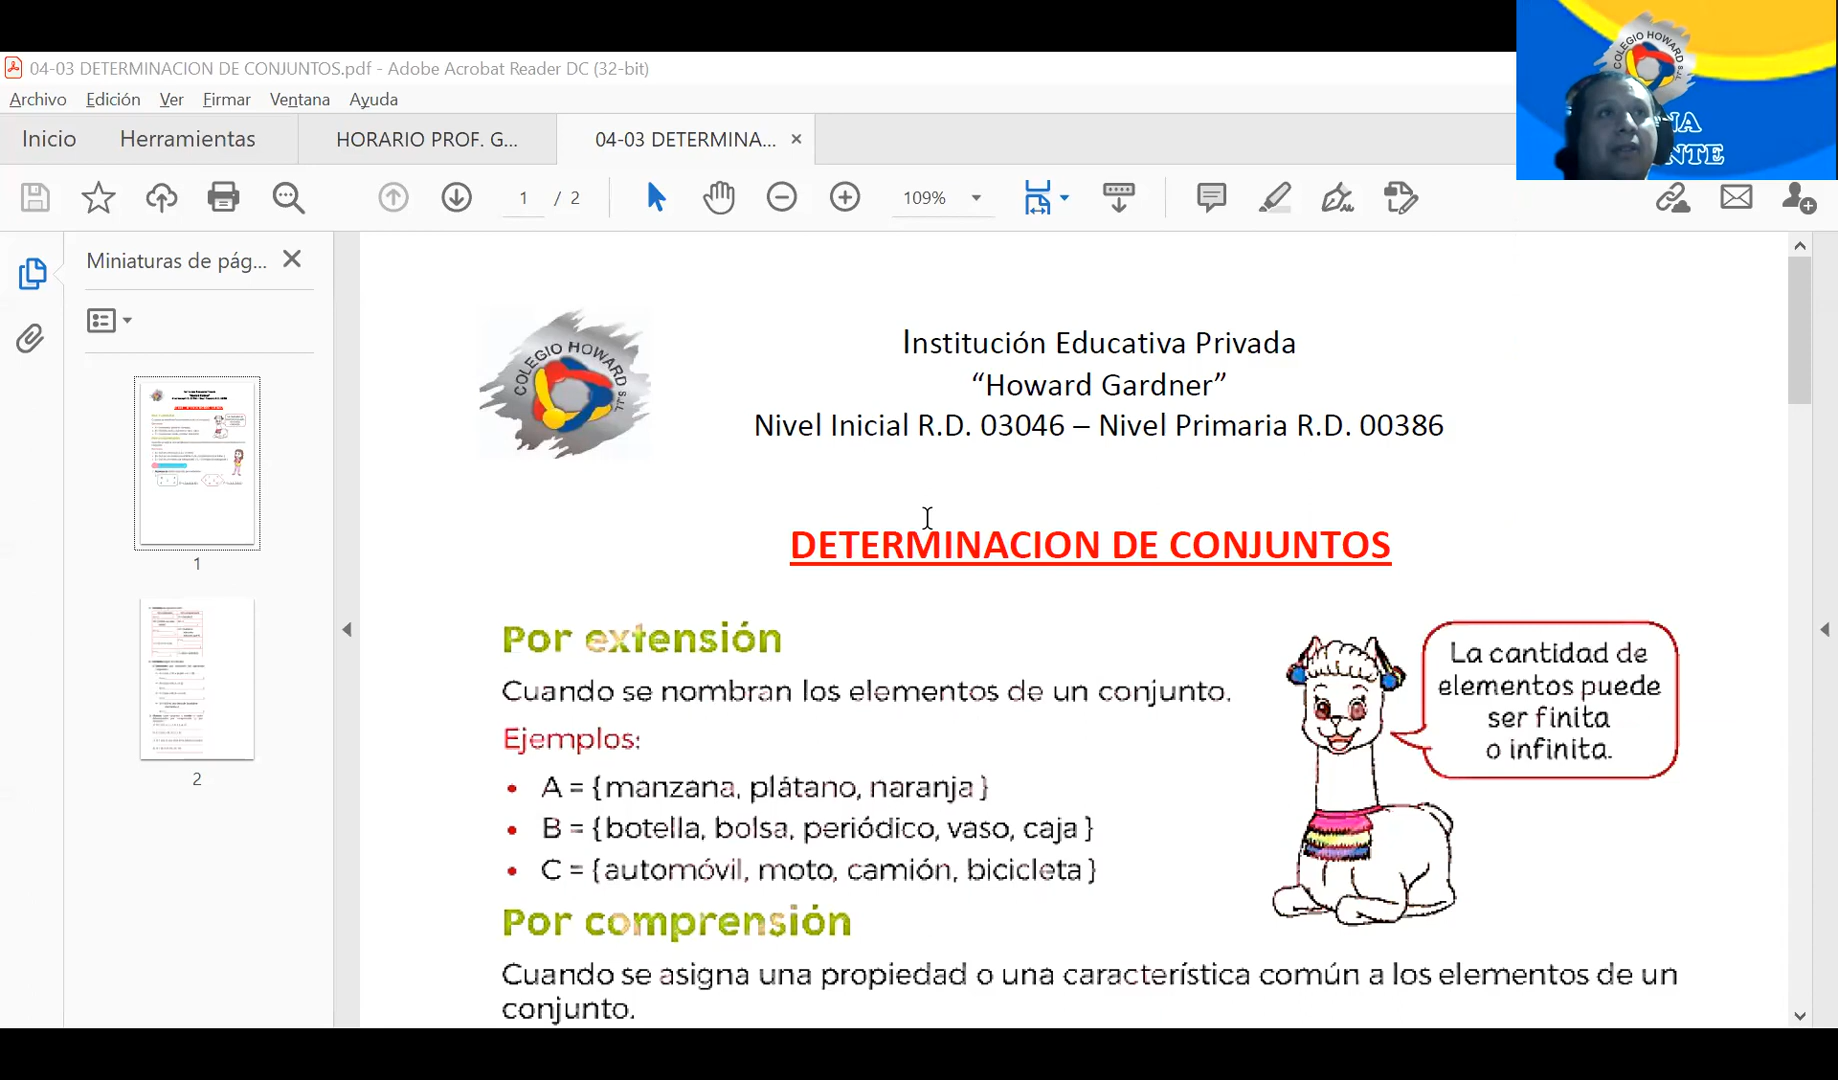 04-03 DETERMINACION DE CONJUNTOS.pdf - Adobe Acrobat Reader DC (32-bit)
Archivo Edición Ver Firmar Ventana Ayuda
Inicio Herramientas HORARIO PROF. G... 04-03 DETERMINA...
1 / 2 109%
COLEGIO HOWARD S.J.L.
Miniaturas de pág...
1
2
COLEGIO HOWARD S.J.L.
Institución Educativa Privada
“Howard Gardner”
Nivel Inicial R.D. 03046 – Nivel Primaria R.D. 00386
DETERMINACION DE CONJUNTOS
Por extensión
Cuando se nombran los elementos de un conjunto.
Ejemplos:
• A = {manzana, plátano, naranja}
• B = {botella, bolsa, periódico, vaso, caja}
• C = {automóvil, moto, camión, bicicleta}
La cantidad de
elementos puede
ser finita
o infinita.
Por comprensión
Cuando se asigna una propiedad o una característica común a los elementos de un
conjunto.